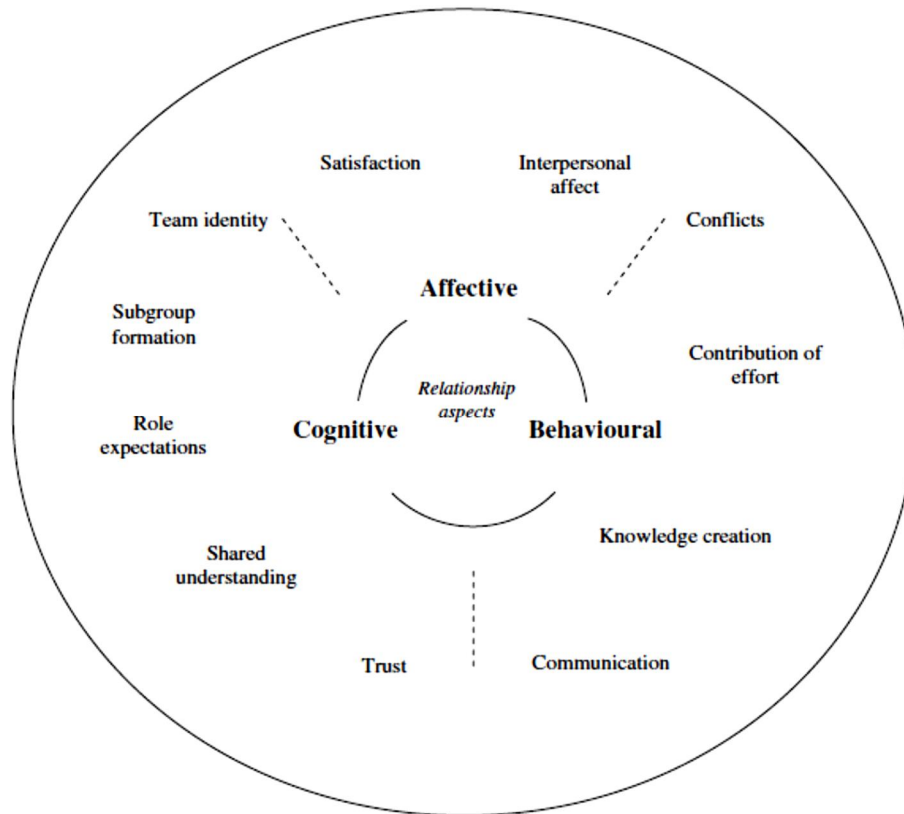 Satisfaction
Interpersonal
affect
Team identity
Conflicts
Affective
Subgroup
formation
Contribution of
effort
Relationship
aspects
Role
expectations
Cognitive
Behavioural
Knowledge creation
Shared
understanding
Trust
Communication